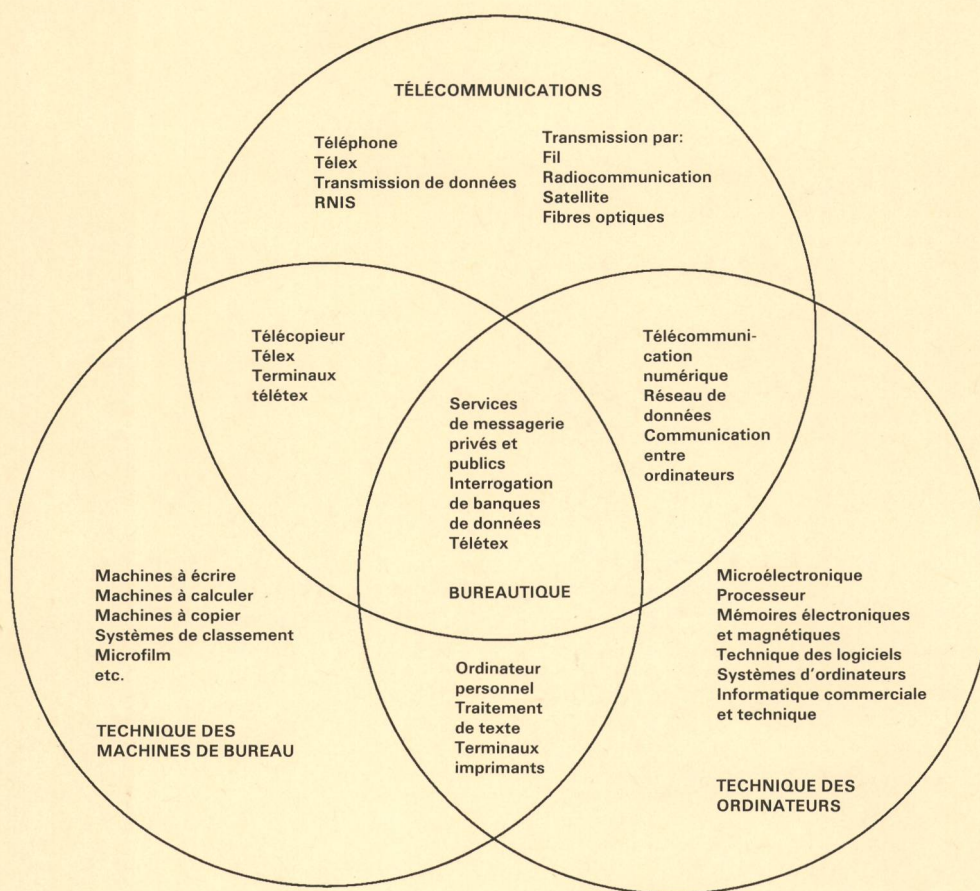 TÉLÉCOMMUNICATIONS
Téléphone
Télex
Transmission de données
RNIS
Transmission par:
Fil
Radiocommunication
Satellite
Fibres optiques
Télécopieur
Télex
Terminaux
télétex
Services
de messagerie
privés et
publics
Interrogation
de banques
de données
Télétex
BUREAUTIQUE
Télécommuni-
cation
numérique
Réseau de
données
Communication
entre
ordinateurs
Machines à écrire
Machines à calculer
Machines à copier
Systèmes de classement
Microfilm
etc.
TECHNIQUE DES
MACHINES DE BUREAU
Ordinateur
personnel
Traitement
de texte
Terminaux
imprimants
Microélectronique
Processeur
Mémoires électroniques
et magnétiques
Technique des logiciels
Systèmes d'ordinateurs
Informatique commerciale
et technique
TECHNIQUE DES
ORDINATEURS